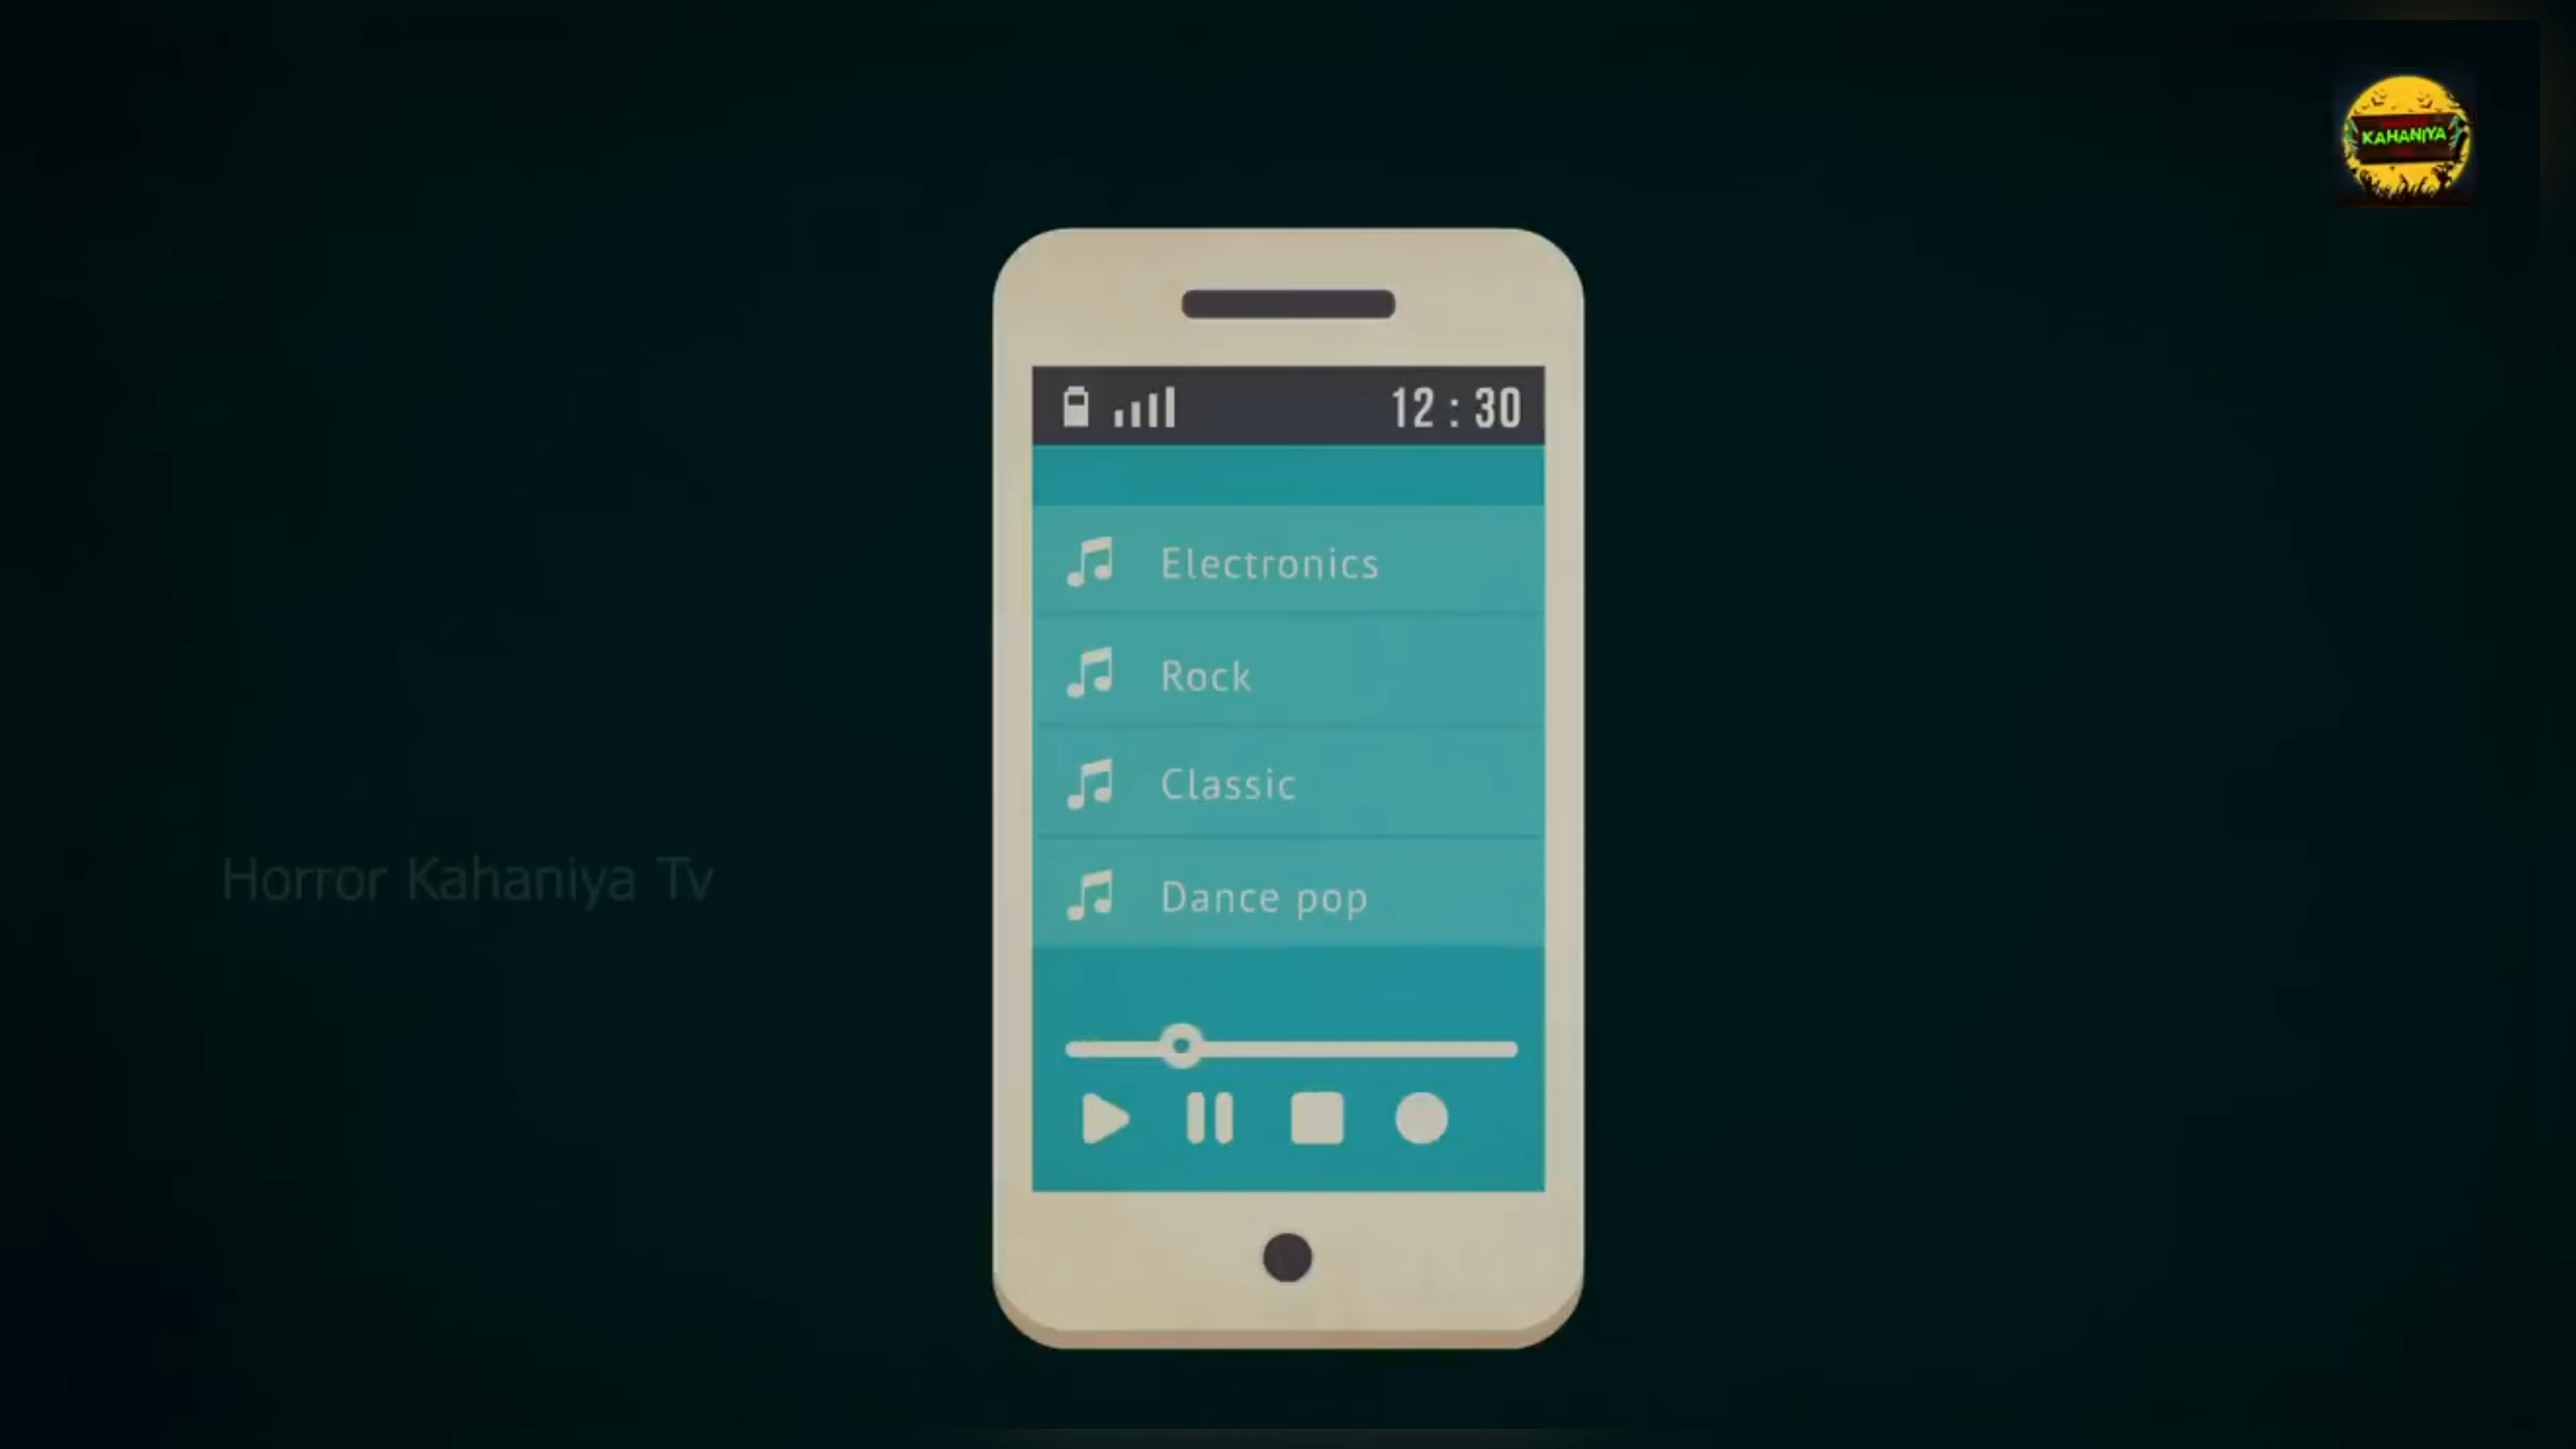 KAHANIYA
12 : 30
Electronics
Rock
Classic
Dance pop
Horror Kahaniya Tv